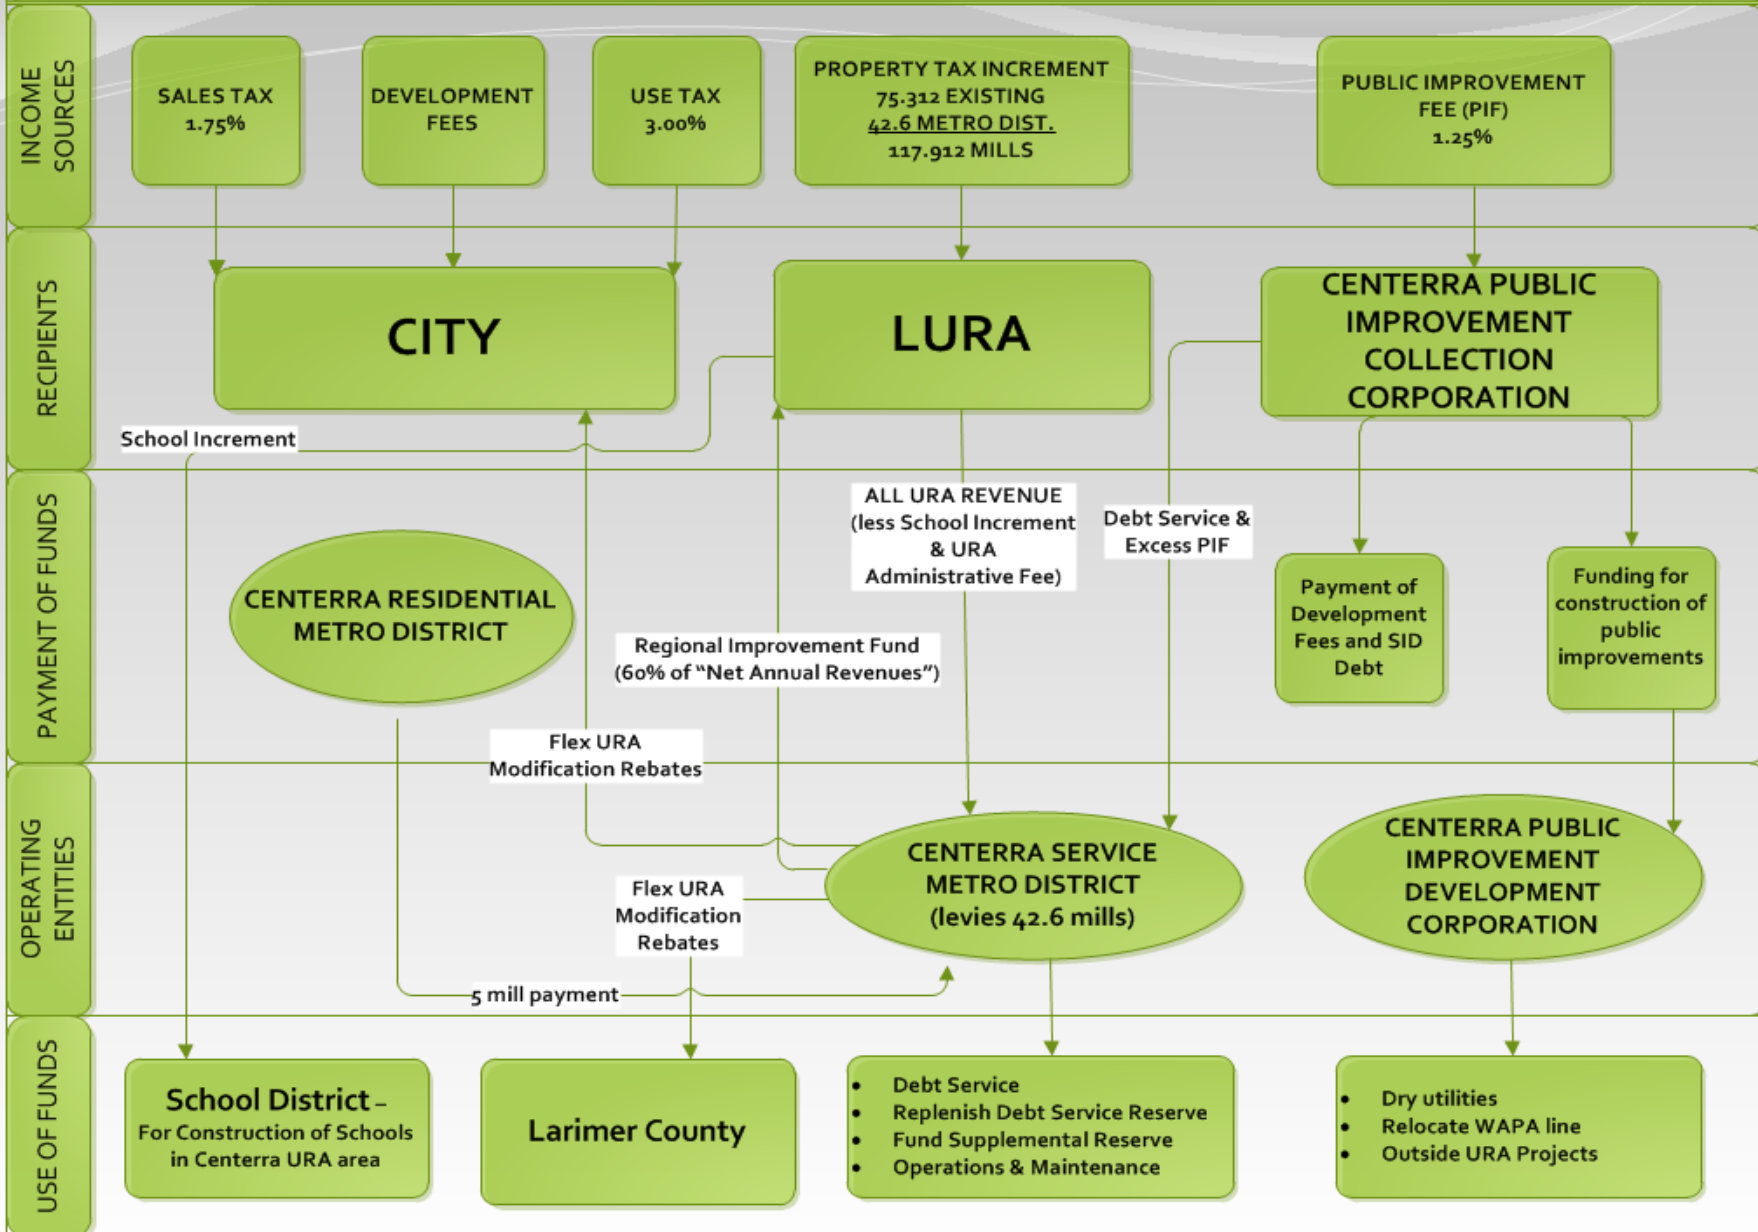 INCOME
SOURCES
SALES TAX
1.75%
DEVELOPMENT
FEES
USE TAX
3.00%
PROPERTY TAX INCREMENT
75.312 EXISTING
42.6 METRO DIST.
117.912 MILLS
PUBLIC IMPROVEMENT
FEE (PIF)
1.25%
RECIPIENTS
CITY
LURA
CENTERRA PUBLIC
IMPROVEMENT
COLLECTION
CORPORATION
School Increment
PAYMENT OF FUNDS
CENTERRA RESIDENTIAL
METRO DISTRICT
ALL URA REVENUE
(less School Increment
& URA
Administrative Fee)
Debt Service &
Excess PIF
Payment of
Development
Fees and SID
Debt
Funding for
construction of
public
improvements
Regional Improvement Fund
(60% of “Net Annual Revenues”)
Flex URA
Modification Rebates
OPERATING
ENTITIES
CENTERRA SERVICE
METRO DISTRICT
(levies 42.6 mills)
CENTERRA PUBLIC
IMPROVEMENT
DEVELOPMENT
CORPORATION
Flex URA
Modification
Rebates
5 mill payment
USE OF FUNDS
School District –
For Construction of Schools
in Centerra URA area
Larimer County
• Debt Service
• Replenish Debt Service Reserve
• Fund Supplemental Reserve
• Operations & Maintenance
• Dry utilities
• Relocate WAPA line
• Outside URA Projects